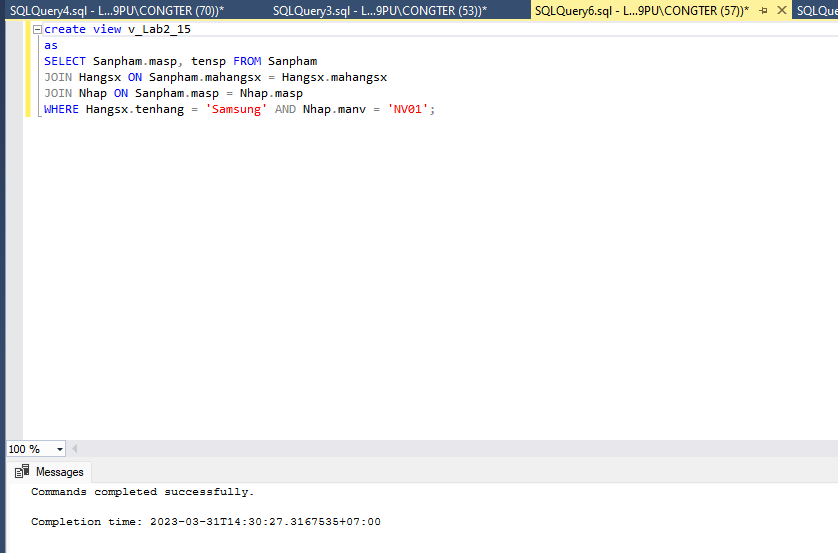 SQLQuery4.sql - L...9PU\CONGTER (70))* SQLQuery3.sql - L...9PU\CONGTER (53))* SQLQuery6.sql - L...9PU\CONGTER (57))* SQLQue
create view v_Lab2_15
as
SELECT Sanpham.masp, tensp FROM Sanpham
JOIN Hangsx ON Sanpham.mahangsx = Hangsx.mahangsx
JOIN Nhap ON Sanpham.masp = Nhap.masp
WHERE Hangsx.tenhang = 'Samsung' AND Nhap.manv = 'NV01';
100 %
Messages
Commands completed successfully.
Completion time: 2023-03-31T14:30:27.3167535+07:00